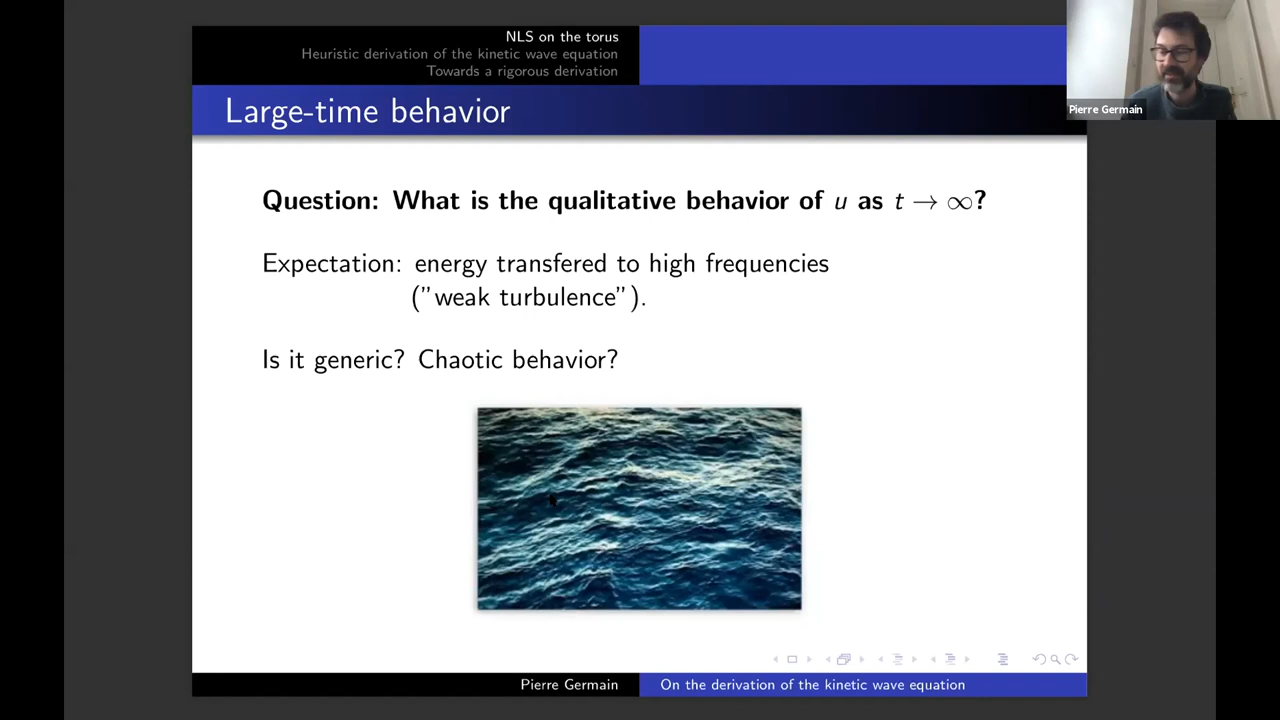 NLS on the torus
Heuristic derivation of the kinetic wave equation
Towards a rigorous derivation
Large-time behavior
Pierre Germain
Question: What is the qualitative behavior of u as t → ∞?
Expectation: energy transfered to high frequencies
("weak turbulence").
Is it generic? Chaotic behavior?
Pierre Germain
On the derivation of the kinetic wave equation